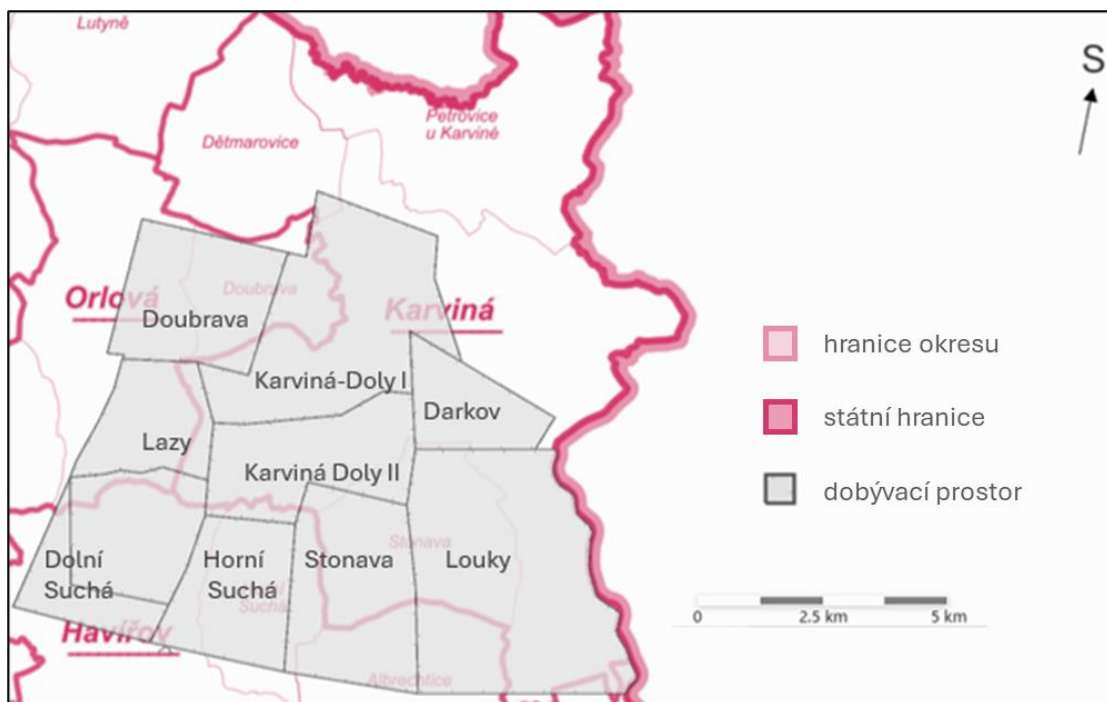 Lutyně
S
Dětmarovice
Petrovice
u Karviné
Orlová
Doubrava
Karviná
Doubrava
Karviná-Doly I
Darkov
Lazy
Karviná Doly II
Stonava
Dolní
Suchá
Horní
Suchá
Stonava
Louky
Horní
Suchá
Havířov
Albrechtice
hranice okresu
státní hranice
dobývací prostor
0
2.5 km
5 km